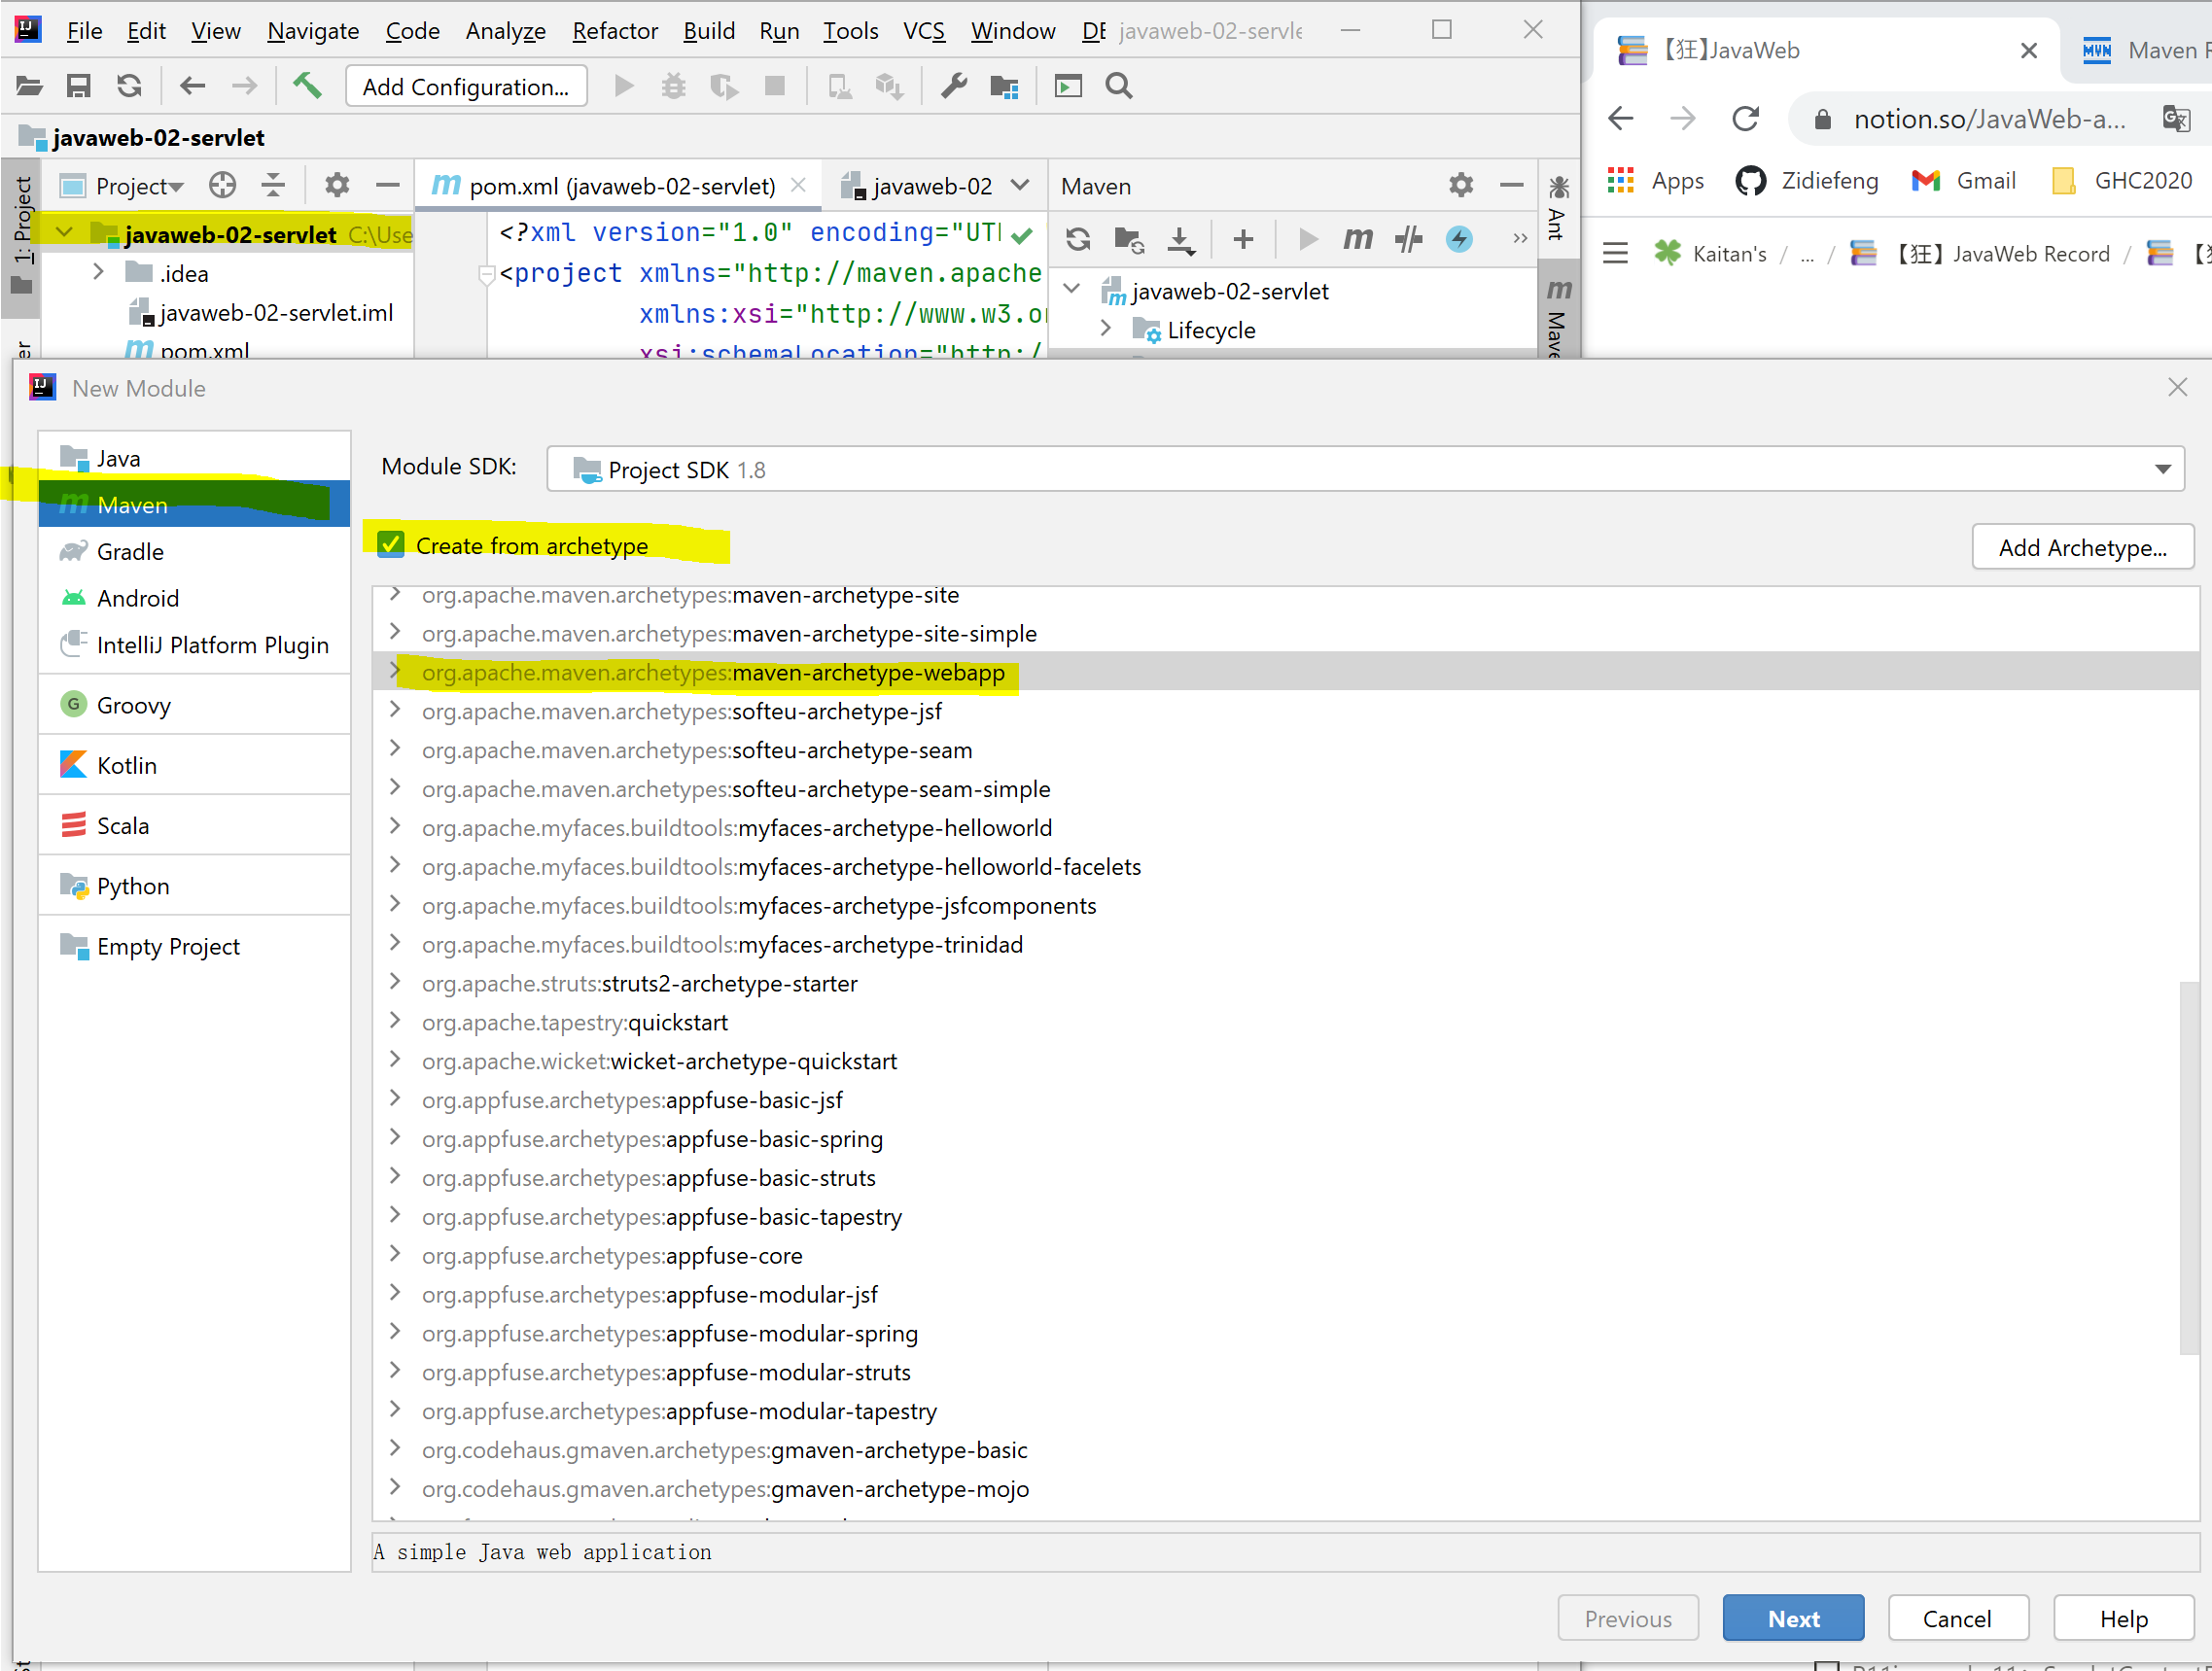 File Edit View Navigate Code Analyze Refactor Build Run Tools VCS Window javaweb-02-servle
Add Configuration...
javaweb-02-servlet
1: Project
Project
pom.xml (javaweb-02-servlet)
javaweb-02
Maven
Ant
javaweb-02-servlet C:\Use
.idea
javaweb-02-servlet.iml
pom.xml
<?xml version="1.0" encoding="UTF
<project xmlns="http://maven.apache
xmlns:xsi="http://www.w3.or
xsi:schemaLocation="http:/
javaweb-02-servlet
Lifecycle
Mave
【狂】JavaWeb
Maven
notion.so/JavaWeb-a...
Apps Zidiefeng Gmail GHC2020
Kaitan's / ... / 【狂】 JavaWeb Record /
New Module
Java
Maven
Gradle
Android
IntelliJ Platform Plugin
Groovy
Kotlin
Scala
Python
Empty Project
Module SDK: Project SDK 1.8
Create from archetype
Add Archetype...
org.apache.maven.archetypes:maven-archetype-site
org.apache.maven.archetypes:maven-archetype-site-simple
org.apache.maven.archetypes:maven-archetype-webapp
org.apache.maven.archetypes:softeu-archetype-jsf
org.apache.maven.archetypes:softeu-archetype-seam
org.apache.maven.archetypes:softeu-archetype-seam-simple
org.apache.myfaces.buildtools:myfaces-archetype-helloworld
org.apache.myfaces.buildtools:myfaces-archetype-helloworld-facelets
org.apache.myfaces.buildtools:myfaces-archetype-jsfcomponents
org.apache.myfaces.buildtools:myfaces-archetype-trinidad
org.apache.struts:struts2-archetype-starter
org.apache.tapestry:quickstart
org.apache.wicket:wicket-archetype-quickstart
org.appfuse.archetypes:appfuse-basic-jsf
org.appfuse.archetypes:appfuse-basic-spring
org.appfuse.archetypes:appfuse-basic-struts
org.appfuse.archetypes:appfuse-basic-tapestry
org.appfuse.archetypes:appfuse-core
org.appfuse.archetypes:appfuse-modular-jsf
org.appfuse.archetypes:appfuse-modular-spring
org.appfuse.archetypes:appfuse-modular-struts
org.appfuse.archetypes:appfuse-modular-tapestry
org.codehaus.gmaven.archetypes:gmaven-archetype-basic
org.codehaus.gmaven.archetypes:gmaven-archetype-mojo
A simple Java web application
Previous Next Cancel Help